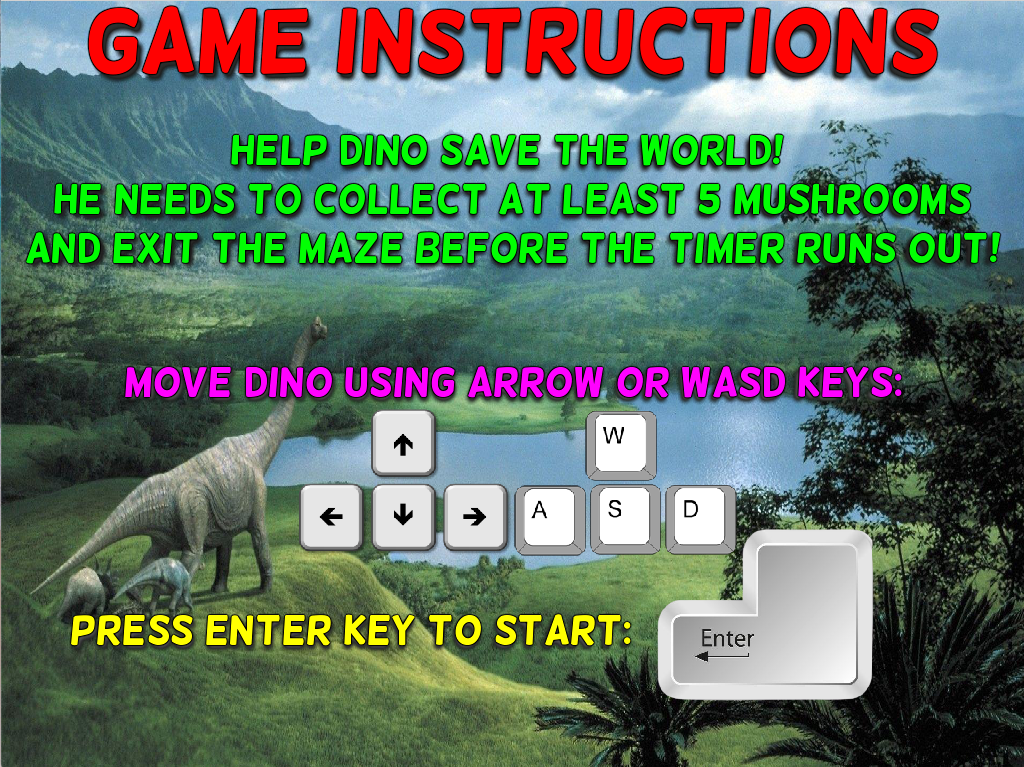 GAME INSTRUCTIONS
HELP DINO SAVE THE WORLD!
HE NEEDS TO COLLECT AT LEAST 5 MUSHROOMS
AND EXIT THE MAZE BEFORE THE TIMER RUNS OUT!
MOVE DINO USING ARROW OR WASD KEYS:
W
A S D
PRESS ENTER KEY TO START:
Enter